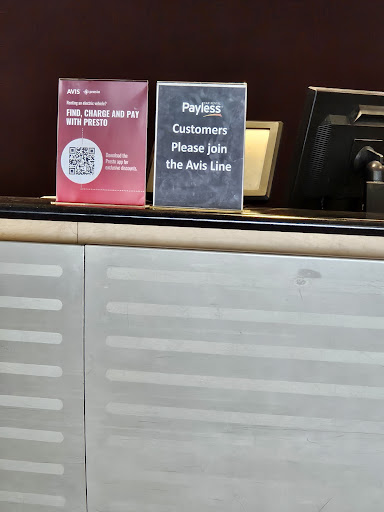 AVIS presto
Renting an electric vehicle?
FIND, CHARGE AND PAY
WITH PRESTO
Download the
Presto app for
exclusive discounts.
Payless
Customers
Please join
the Avis Line